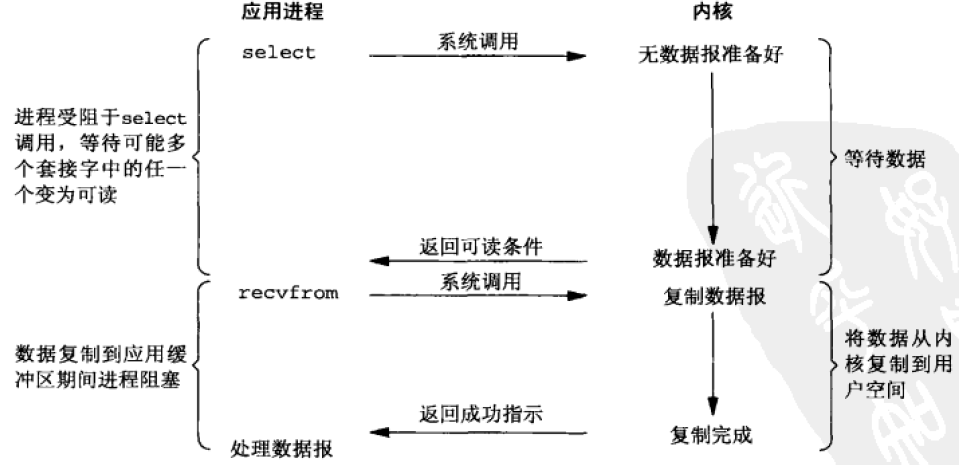 应用进程
内核
select
系统调用
无数据报准备好
进程受阻于select
调用，等待可能多
个套接字中的任一
个变为可读
等待数据
返回可读条件
数据报准备好
recvfrom
系统调用
复制数据报
数据复制到应用缓
冲区期间进程阻塞
将数据从内
核复制到用
户空间
返回成功指示
复制完成
处理数据报